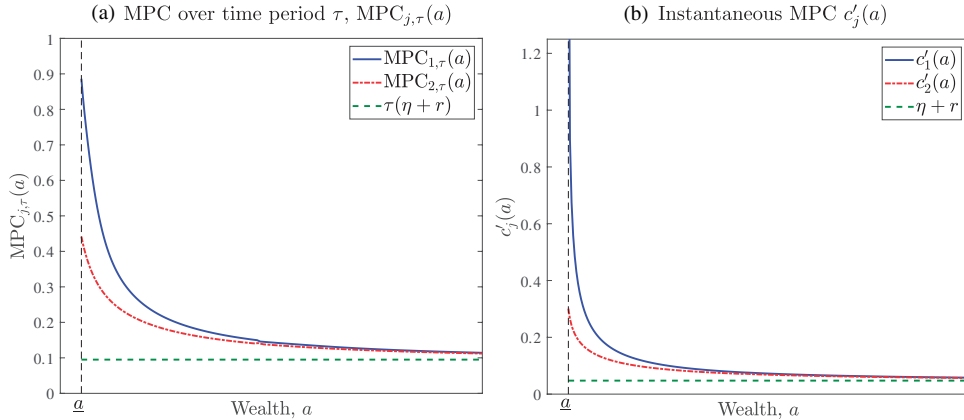 (a) MPC over time period τ, MPC_{j,τ}(a)
1
0.9
0.8
0.7
0.6
0.5
0.4
0.3
0.2
0.1
0
MPC_{j,τ}(a)
MPC_{1,τ}(a)
MPC_{2,τ}(a)
τ(η + r)
a
Wealth, a
(b) Instantaneous MPC c'_j(a)
1.2
1
0.8
0.6
0.4
0.2
0
c'_j(a)
c'_1(a)
c'_2(a)
η + r
a
Wealth, a